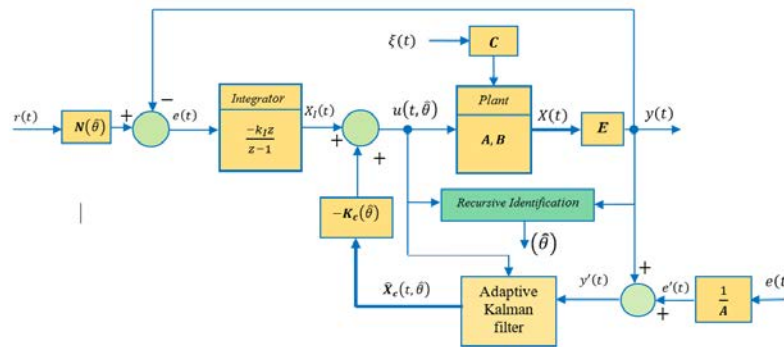 ξ(t)
C
r(t)
N(θ̂)
+
−
e(t)
Integrator
-k_I z
z−1
X_I(t)
+
+
u(t,θ̂)
Plant
A, B
X(t)
E
y(t)
-K_c(θ̂)
Recursive Identification
(θ̂)
X̂_c(t,θ̂)
Adaptive
Kalman
filter
y′(t)
+
+
e′(t)
1
A
e(t